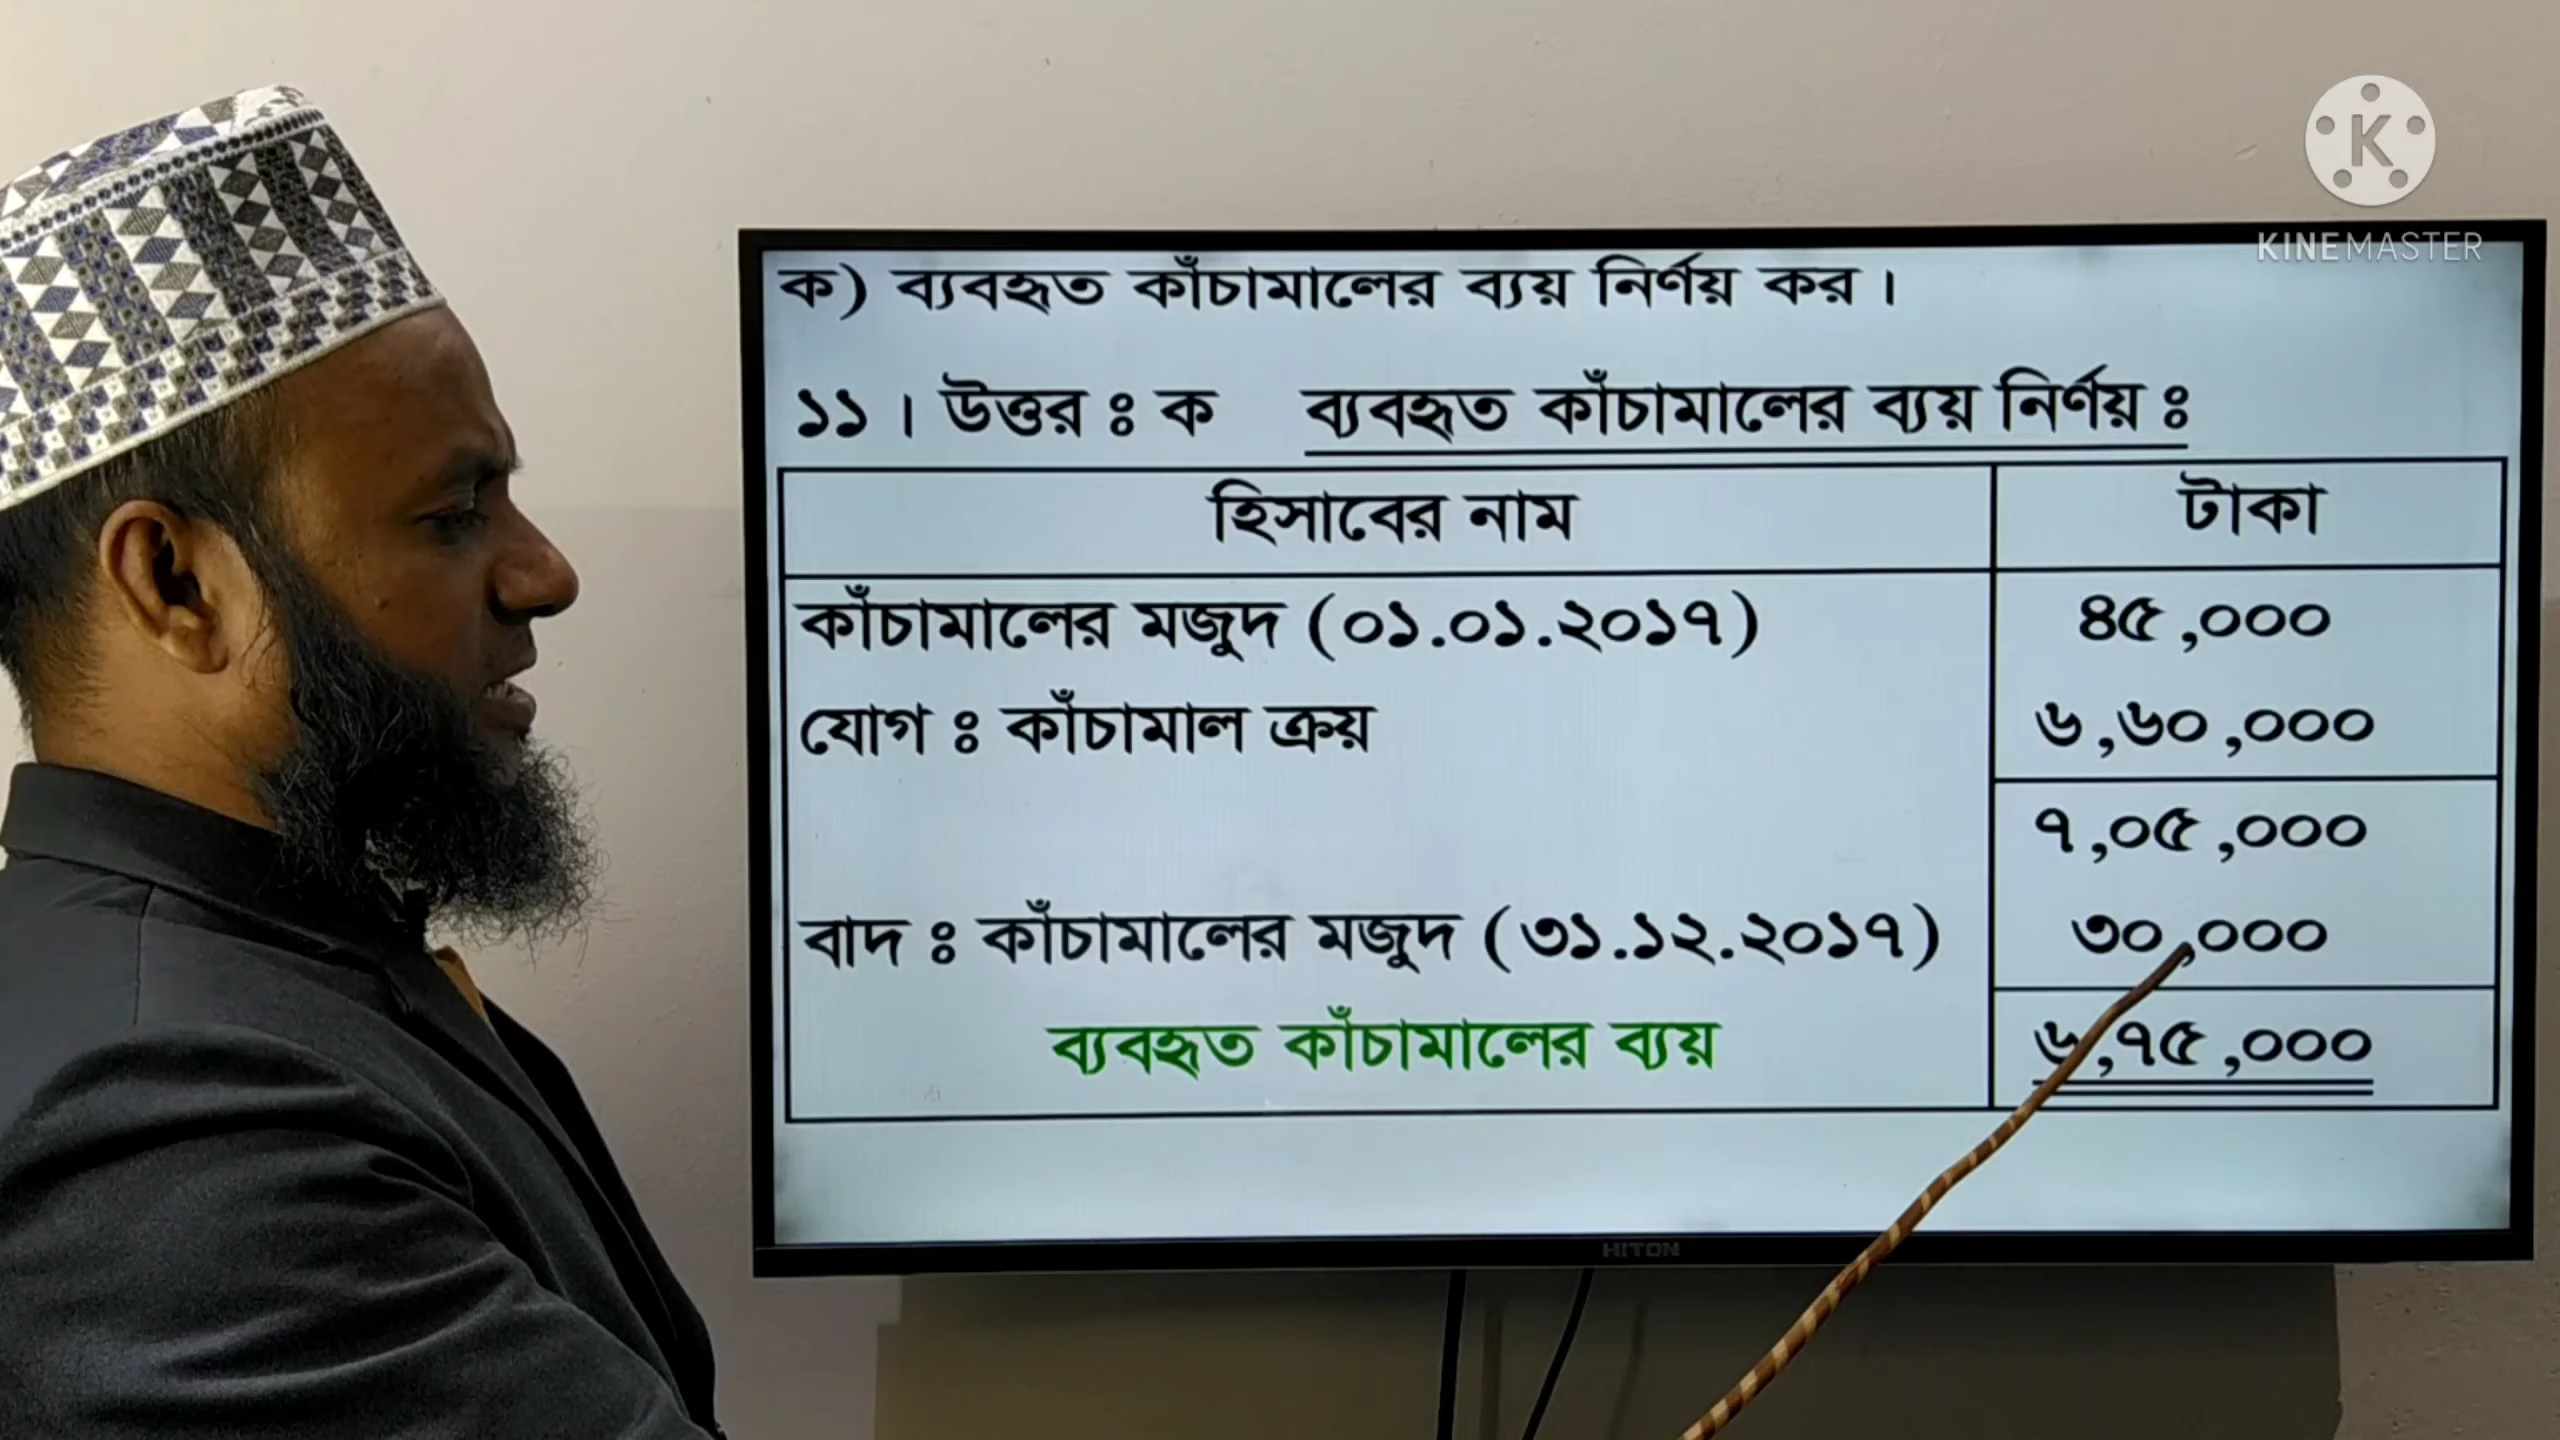 K
KINEMASTER
ক) ব্যবহৃত কাঁচামালের ব্যয় নির্ণয় কর।
১১। উত্তর ঃ ক ব্যবহৃত কাঁচামালের ব্যয় নির্ণয় ঃ
হিসাবের নাম টাকা
কাঁচামালের মজুদ (০১.০১.২০১৭) ৪৫,০০০
যোগ ঃ কাঁচামাল ক্রয় ৬,৬০,০০০
৭,০৫,০০০
বাদ ঃ কাঁচামালের মজুদ (৩১.১২.২০১৭) ৩০,০০০
ব্যবহৃত কাঁচামালের ব্যয় ৬,৭৫,০০০
HITON